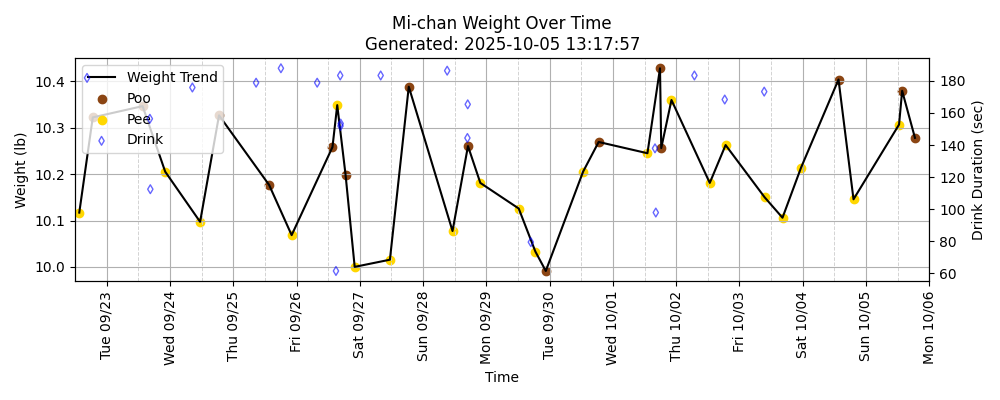 Mi-chan Weight Over Time
Generated: 2025-10-05 13:17:57
Weight (lb)
10.4
10.3
10.2
10.1
10.0
Weight Trend
Poo
Pee
Drink
180
160
140
120
100
80
60
Drink Duration (sec)
Tue 09/23
Wed 09/24
Thu 09/25
Fri 09/26
Sat 09/27
Sun 09/28
Mon 09/29
Tue 09/30
Wed 10/01
Thu 10/02
Fri 10/03
Sat 10/04
Sun 10/05
Mon 10/06
Time